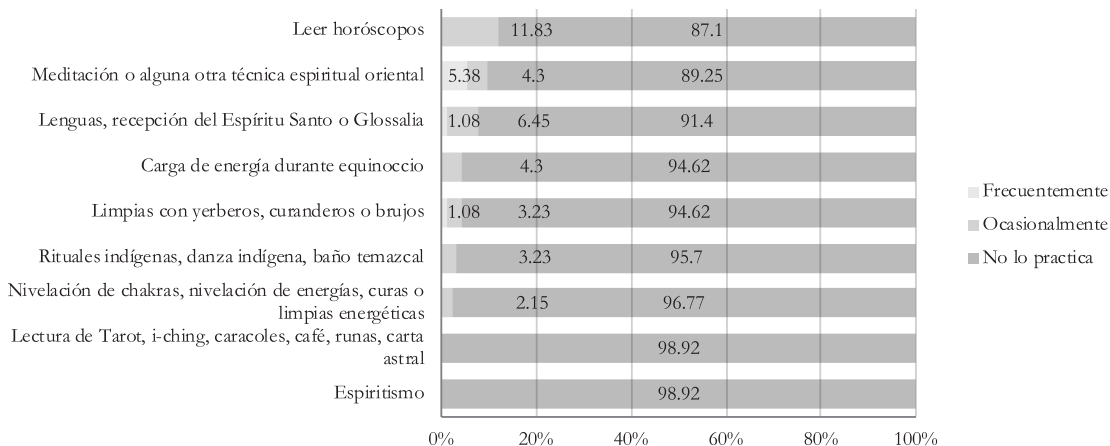 Leer horóscopos 11.83 87.1
Meditación o alguna otra técnica espiritual oriental 5.38 4.3 89.25
Lenguas, recepción del Espíritu Santo o Glossalia 1.08 6.45 91.4
Carga de energía durante equinoccio 4.3 94.62
Limpias con yerberos, curanderos o brujos 1.08 3.23 94.62
Rituales indígenas, danza indígena, baño temazcal 3.23 95.7
Nivelación de chakras, nivelación de energías, curas o
limpias energéticas 2.15 96.77
Lectura de Tarot, i-ching, caracoles, café, runas, carta
astral 98.92
Espiritismo 98.92
0% 20% 40% 60% 80% 100%
Frecuentemente
Ocasionalmente
No lo practica